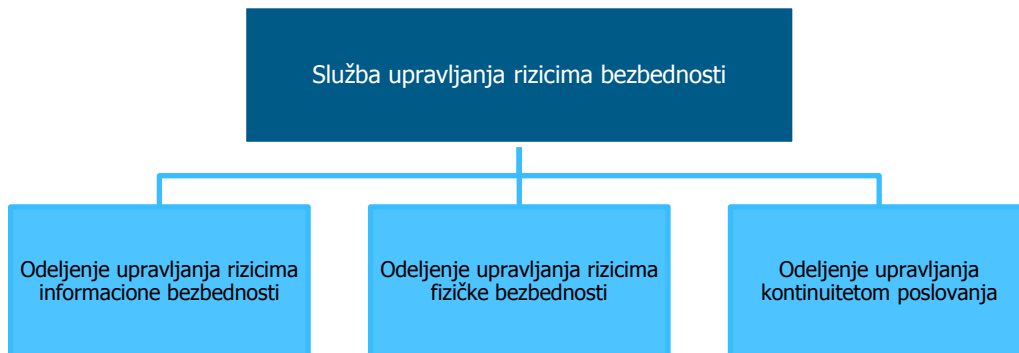 Služba upravljanja rizicima bezbednosti
Odeljenje upravljanja rizicima
informacione bezbednosti
Odeljenje upravljanja rizicima
fizičke bezbednosti
Odeljenje upravljanja
kontinuitetom poslovanja